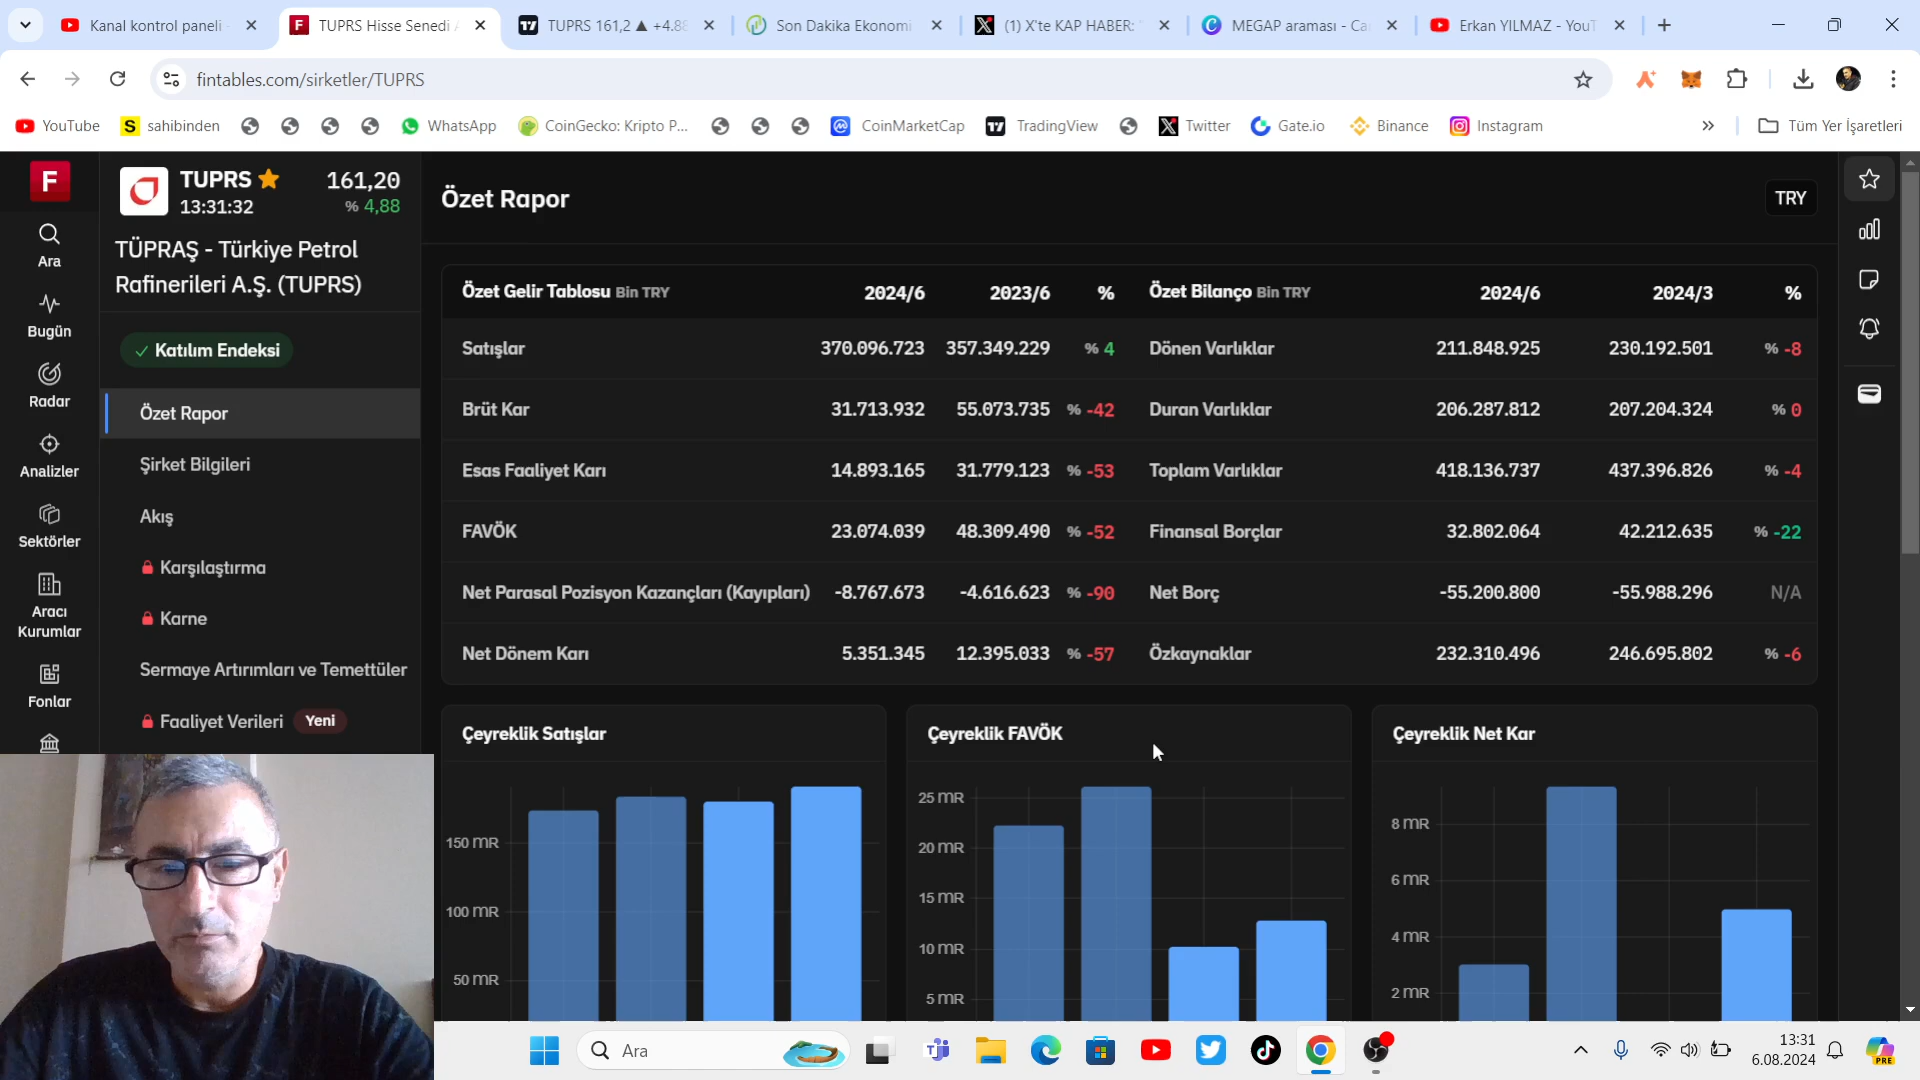 Kanal kontrol paneli -
TUPRS Hisse Senedi A
TUPRS 161,2 ▲ +4.88
Son Dakika Ekonomi
(1) X'te KAP HABER: "
MEGAP araması - Ca
Erkan YILMAZ - YouT
fintables.com/sirketler/TUPRS
YouTube
sahibinden
WhatsApp
CoinGecko: Kripto P...
CoinMarketCap
TradingView
Twitter
Gate.io
Binance
Instagram
Tüm Yer İşaretleri
F
Ara
Bugün
Radar
Analizler
Sektörler
Aracı
Kurumlar
Fonlar
TUPRS 161,20
13:31:32 % 4,88
TÜPRAŞ - Türkiye Petrol
Rafinerileri A.Ş. (TUPRS)
✓ Katılım Endeksi
Özet Rapor
Şirket Bilgileri
Akış
Karşılaştırma
Karne
Sermaye Artırımları ve Temettüler
Faaliyet Verileri Yeni
Özet Rapor TRY
Özet Gelir Tablosu Bin TRY 2024/6 2023/6 %
Satışlar 370.096.723 357.349.229 % 4
Brüt Kar 31.713.932 55.073.735 % -42
Esas Faaliyet Karı 14.893.165 31.779.123 % -53
FAVÖK 23.074.039 48.309.490 % -52
Net Parasal Pozisyon Kazançları (Kayıpları) -8.767.673 -4.616.623 % -90
Net Dönem Karı 5.351.345 12.395.033 % -57
Özet Bilanço Bin TRY 2024/6 2024/3 %
Dönen Varlıklar 211.848.925 230.192.501 % -8
Duran Varlıklar 206.287.812 207.204.324 % 0
Toplam Varlıklar 418.136.737 437.396.826 % -4
Finansal Borçlar 32.802.064 42.212.635 % -22
Net Borç -55.200.800 -55.988.296 N/A
Özkaynaklar 232.310.496 246.695.802 % -6
Çeyreklik Satışlar
150 MR
100 MR
50 MR
Çeyreklik FAVÖK
25 MR
20 MR
15 MR
10 MR
5 MR
Çeyreklik Net Kar
8 MR
6 MR
4 MR
2 MR
Ara
13:31
6.08.2024
PRE